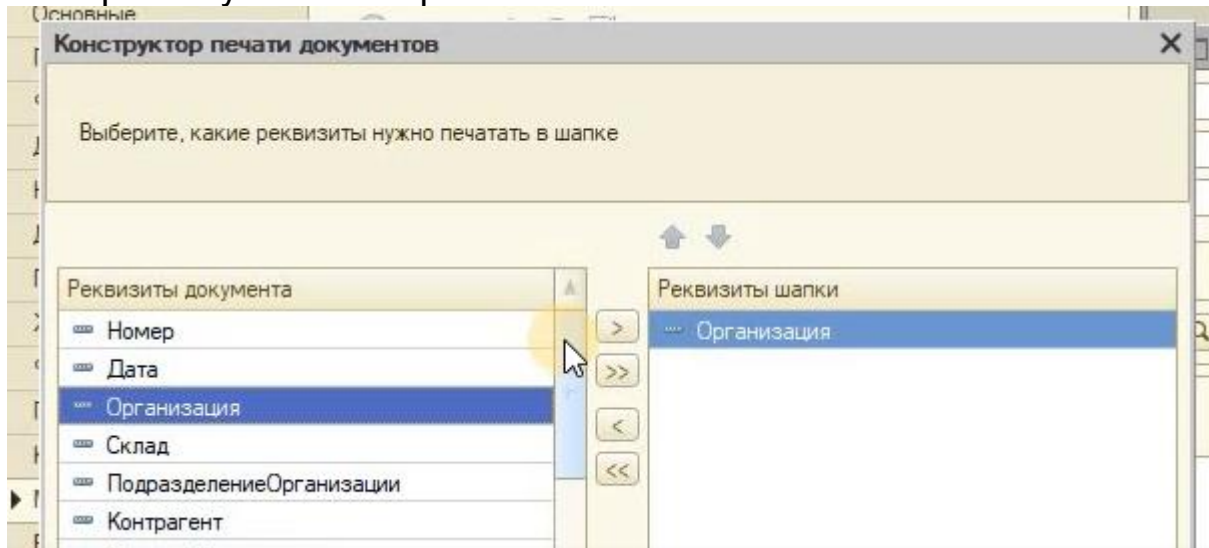 Основные
Конструктор печати документов
Выберите, какие реквизиты нужно печатать в шапке
Реквизиты документа
Реквизиты шапки
Номер
>
Организация
Дата
>>
Организация
<
Склад
<<
ПодразделениеОрганизации
Контрагент